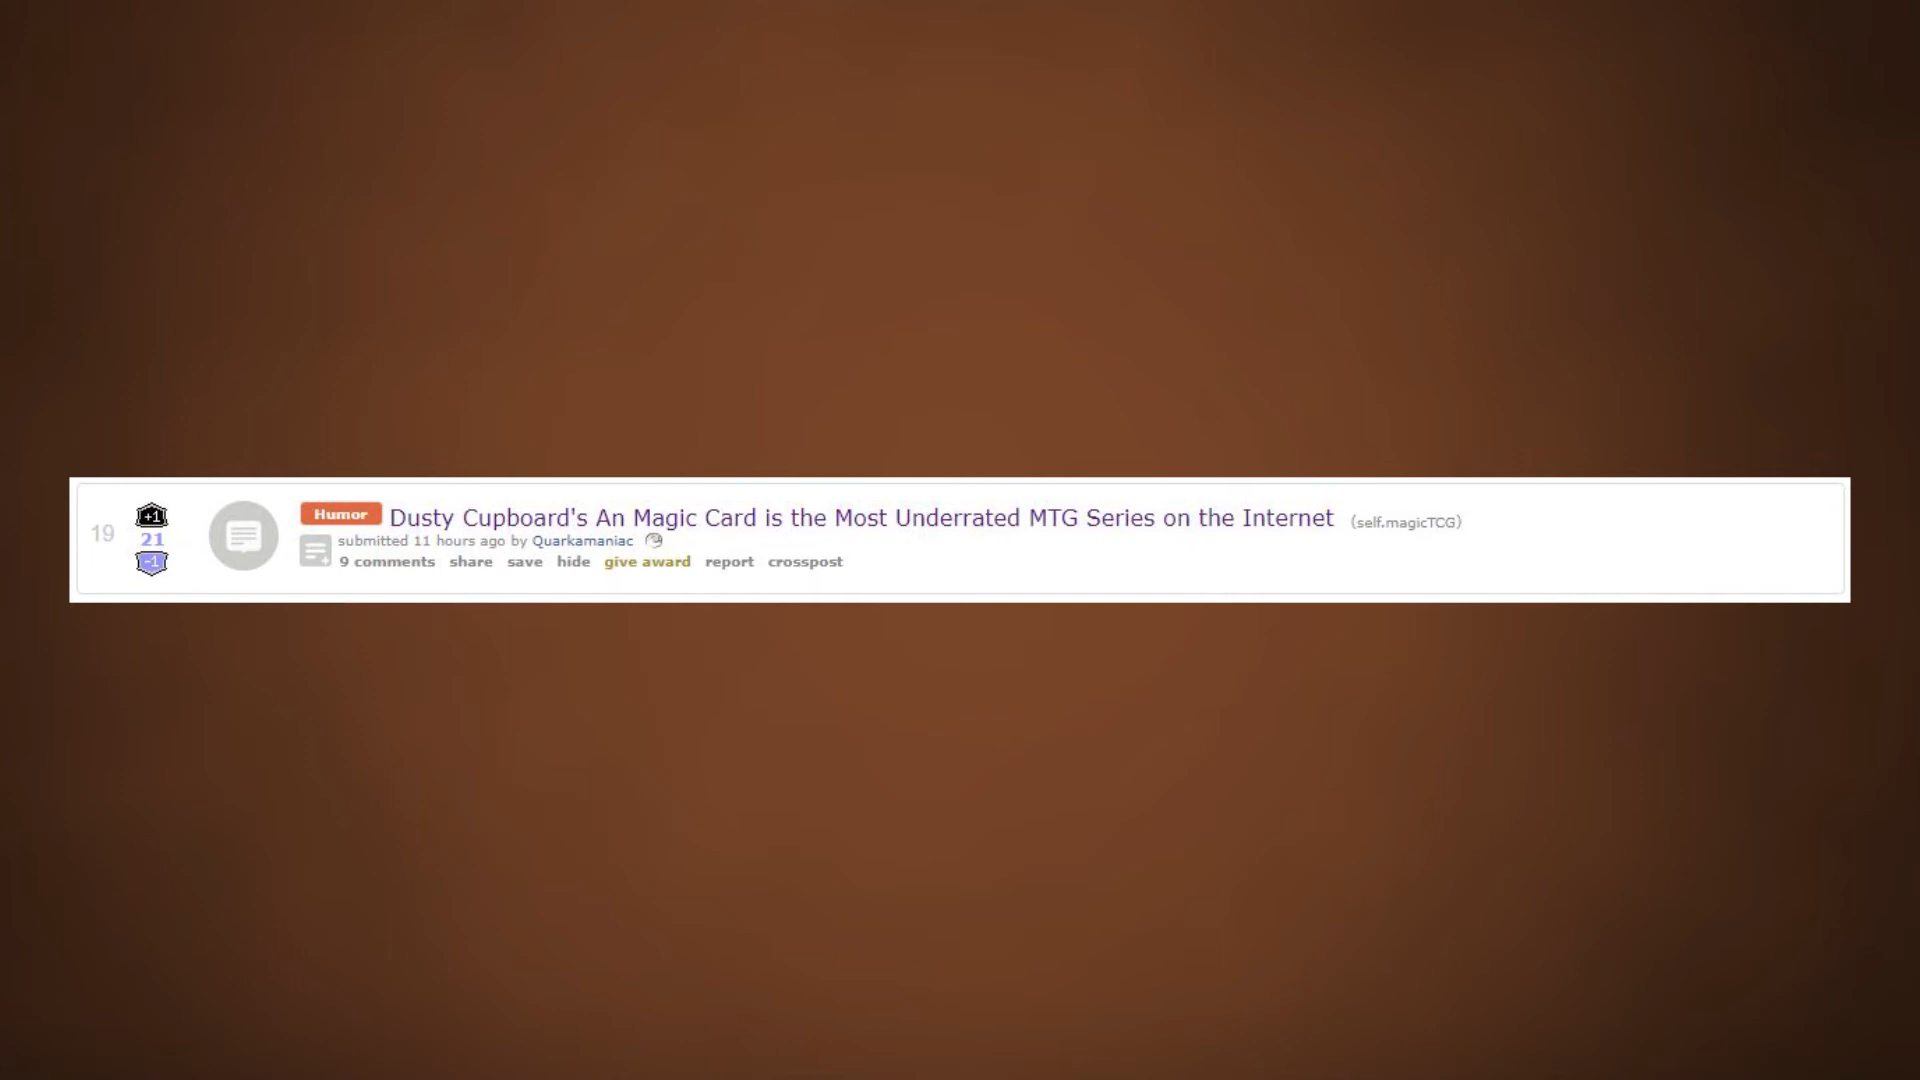 19
+1
21
-1
Humor Dusty Cupboard's An Magic Card is the Most Underrated MTG Series on the Internet (self.magicTCG)
submitted 11 hours ago by Quarkamaniac
9 comments share save hide give award report crosspost